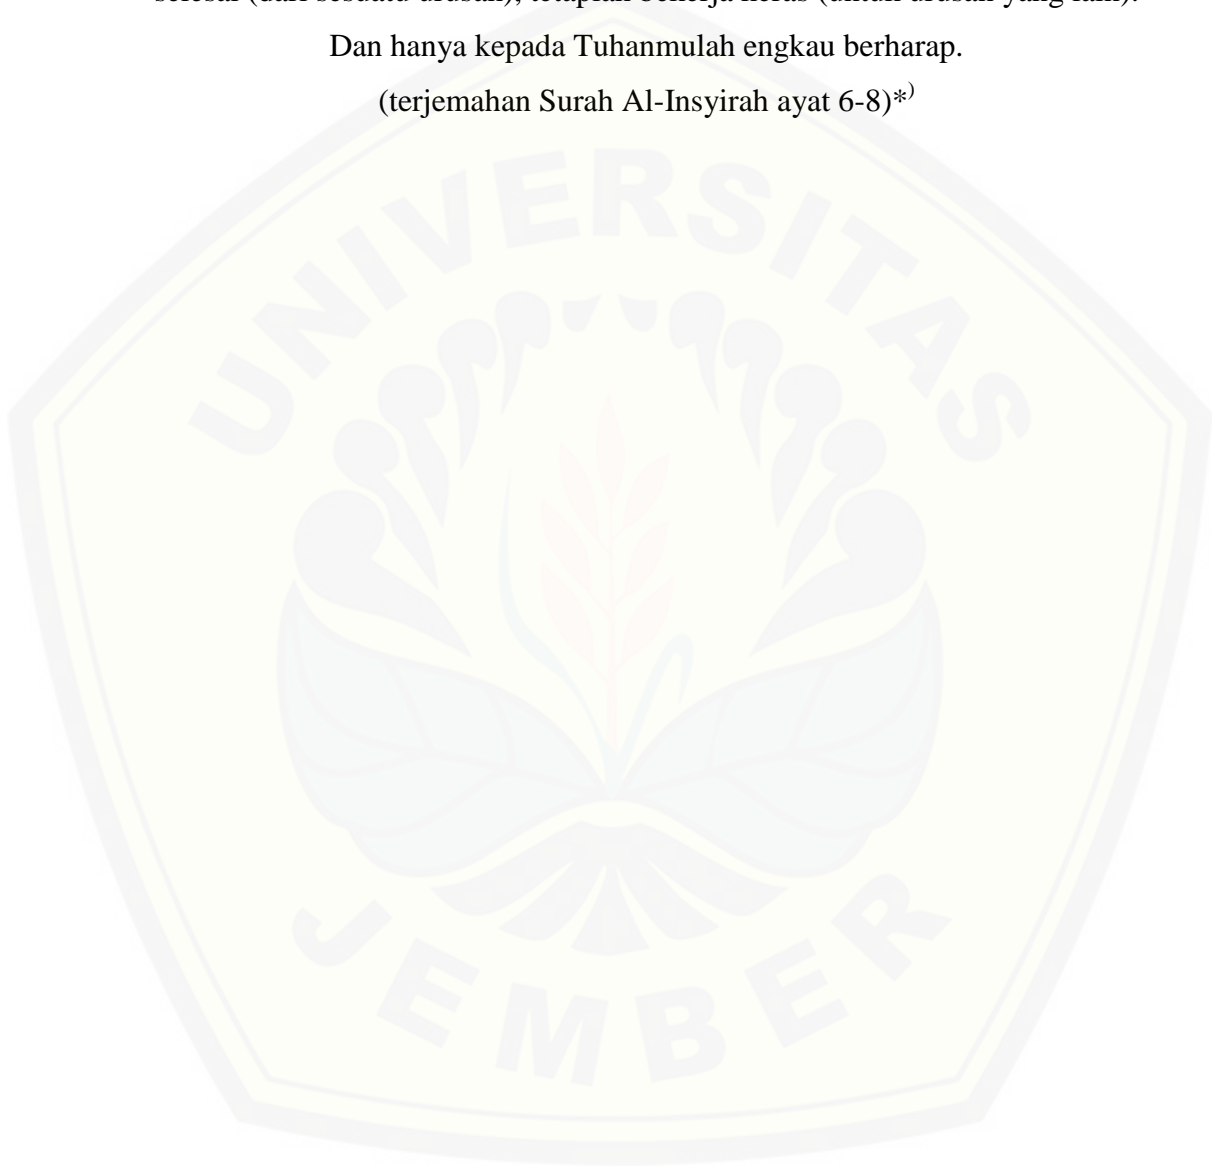 selesai (dari sesuatu urusan), tetaplah bekerja keras (untuk urusan yang lain).
Dan hanya kepada Tuhanmulah engkau berharap.
(terjemahan Surah Al-Insyirah ayat 6-8)*)
UNIVERSITAS
JEMBER